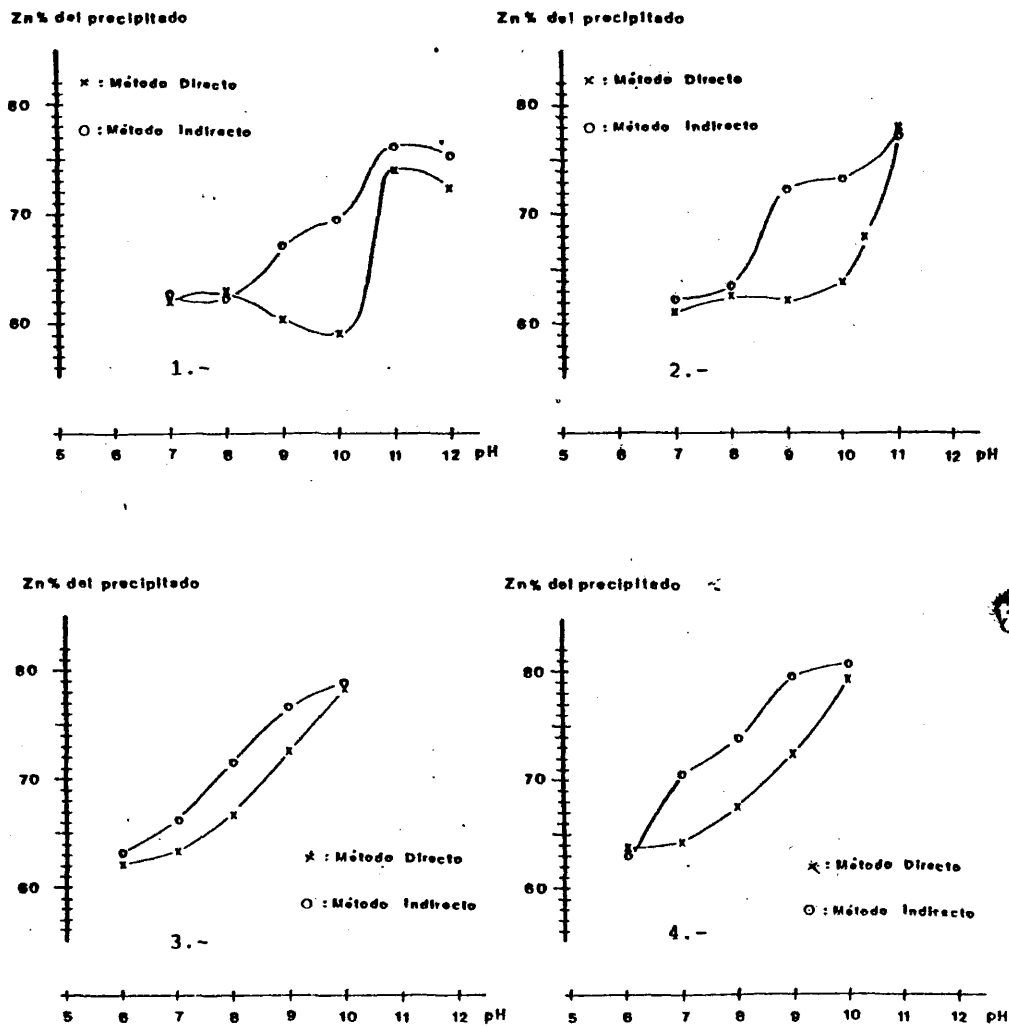 Zn% del precipitado
x : Método Directo
o : Método Indirecto
80
70
60
1.-
5 6 7 8 9 10 11 12 pH
Zn% del precipitado
x : Método Directo
o : Método Indirecto
80
70
60
2.-
5 6 7 8 9 10 11 12 pH
Zn% del precipitado
80
70
60
x : Método Directo
o : Método Indirecto
3.-
5 6 7 8 9 10 11 12 pH
Zn% del precipitado
80
70
60
x : Método Directo
o : Método Indirecto
4.-
5 6 7 8 9 10 11 12 pH